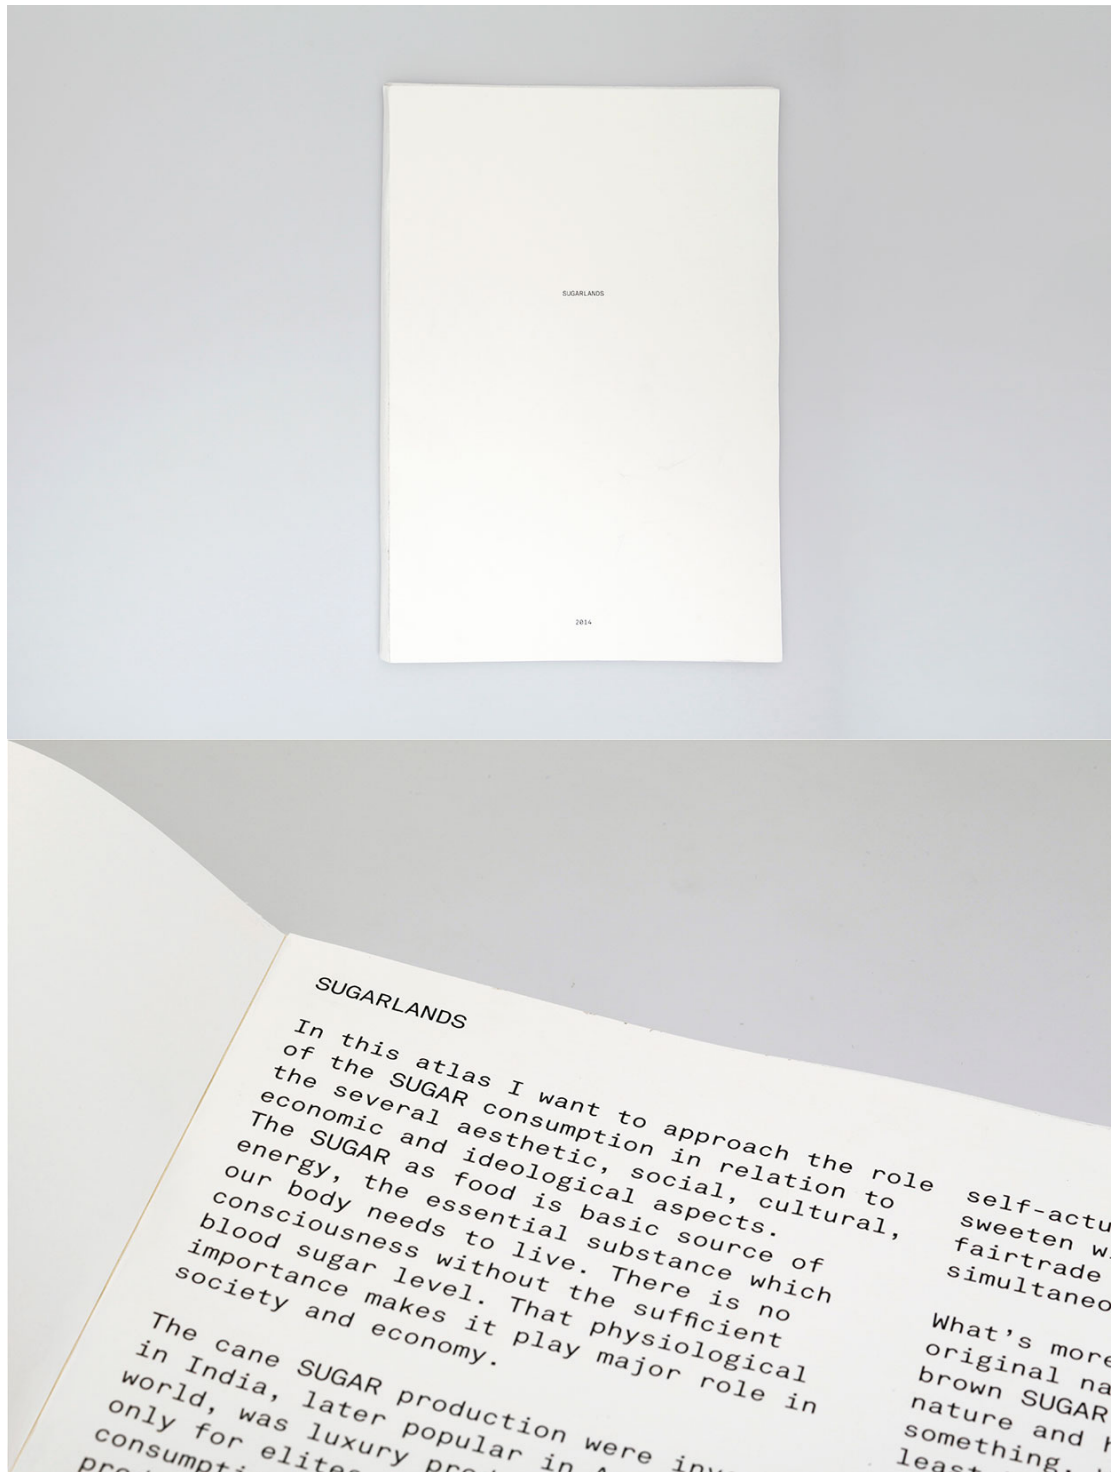 SUGARLANDS
2014
SUGARLANDS
In this atlas I want to approach the role
of the SUGAR consumption in relation to
the several aesthetic, social, cultural,
economic and ideological aspects.
The SUGAR as food is basic source of
energy, the essential substance which
our body needs to live. There is no
consciousness without the sufficient
blood sugar level. That physiological
importance makes it play major role in
society and economy.
The cane SUGAR production were
in India, later popular in
world, was luxury
only for elites
self-actu
sweeten
fairtrade
simultaneo
What's more
original na
brown SUGAR
nature and
something.
least